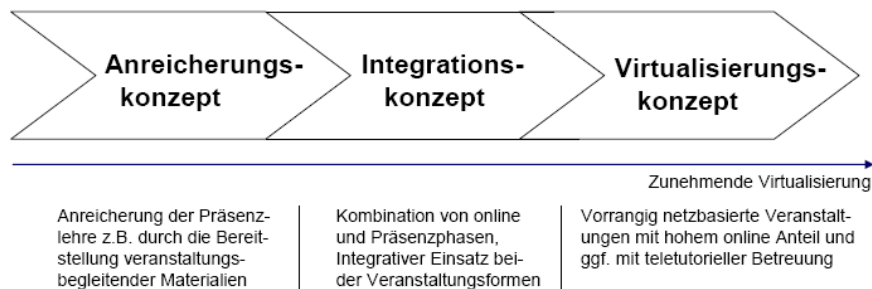 Anreicherungs-
konzept
Integrations-
konzept
Virtualisierungs-
konzept
Zunehmende Virtualisierung
Anreicherung der Präsenz-
lehre z.B. durch die Bereit-
stellung veranstaltungs-
begleitender Materialien
Kombination von online
und Präsenzphasen,
Integrativer Einsatz bei-
der Veranstaltungsformen
Vorrangig netzbasierte Veranstalt-
ungen mit hohem online Anteil und
ggf. mit teletutorieller Betreuung